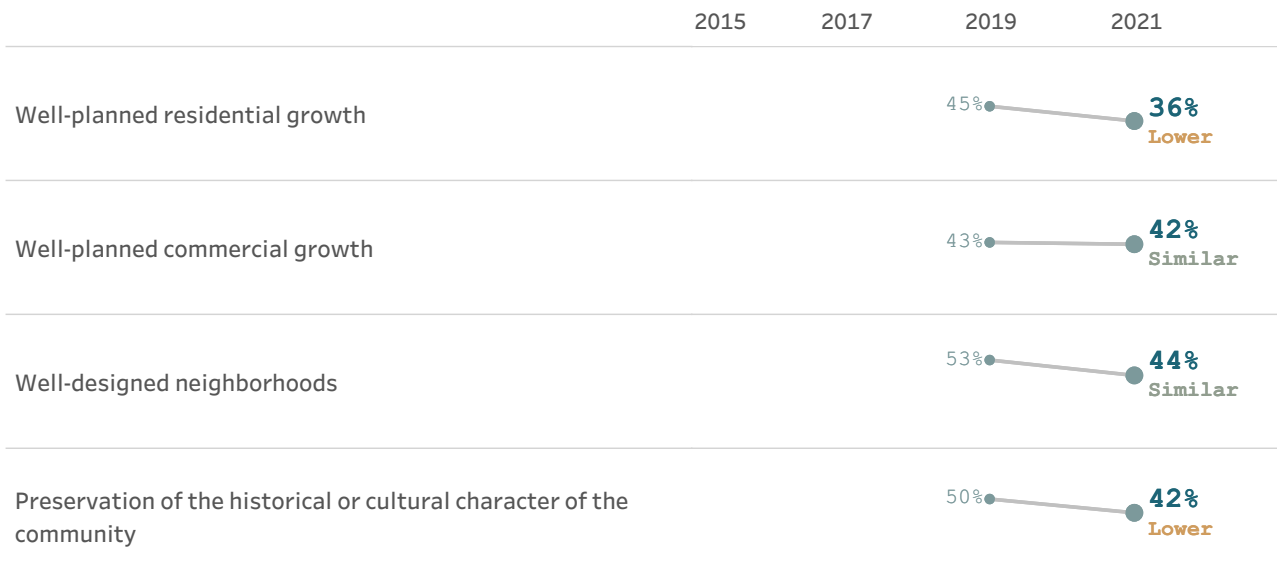 2015 2017 2019 2021
Well-planned residential growth
45%
36%
Lower
Well-planned commercial growth
43%
42%
Similar
Well-designed neighborhoods
53%
44%
Similar
Preservation of the historical or cultural character of the
community
50%
42%
Lower